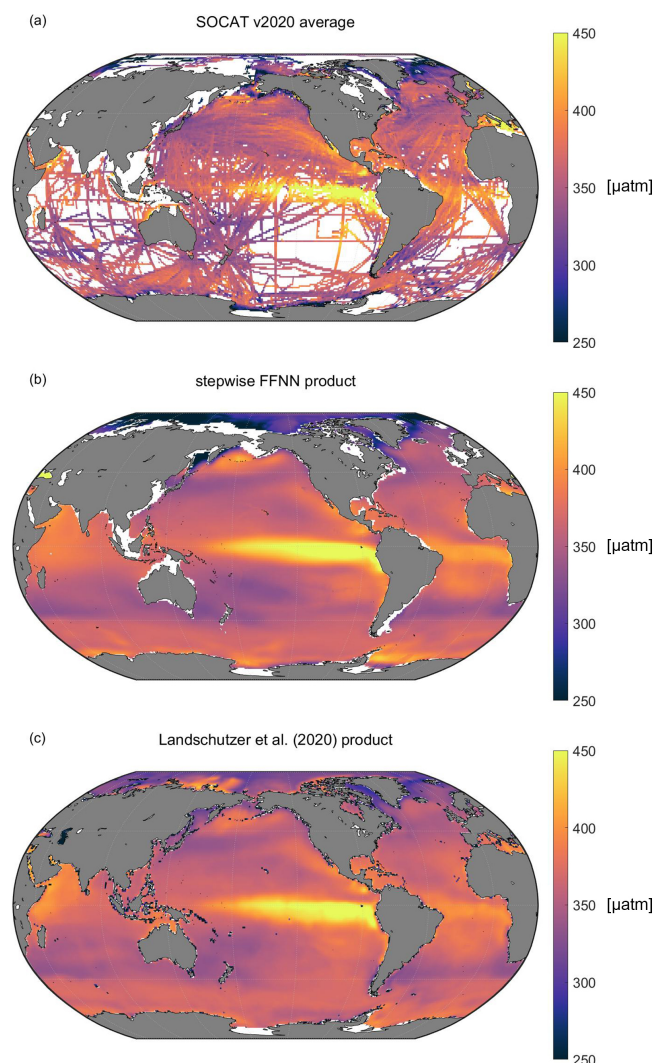 (a)
SOCAT v2020 average
450
400
350
[µatm]
300
250
(b)
stepwise FFNN product
450
400
350
[µatm]
300
250
(c)
Landschutzer et al. (2020) product
450
400
350
[µatm]
300
250